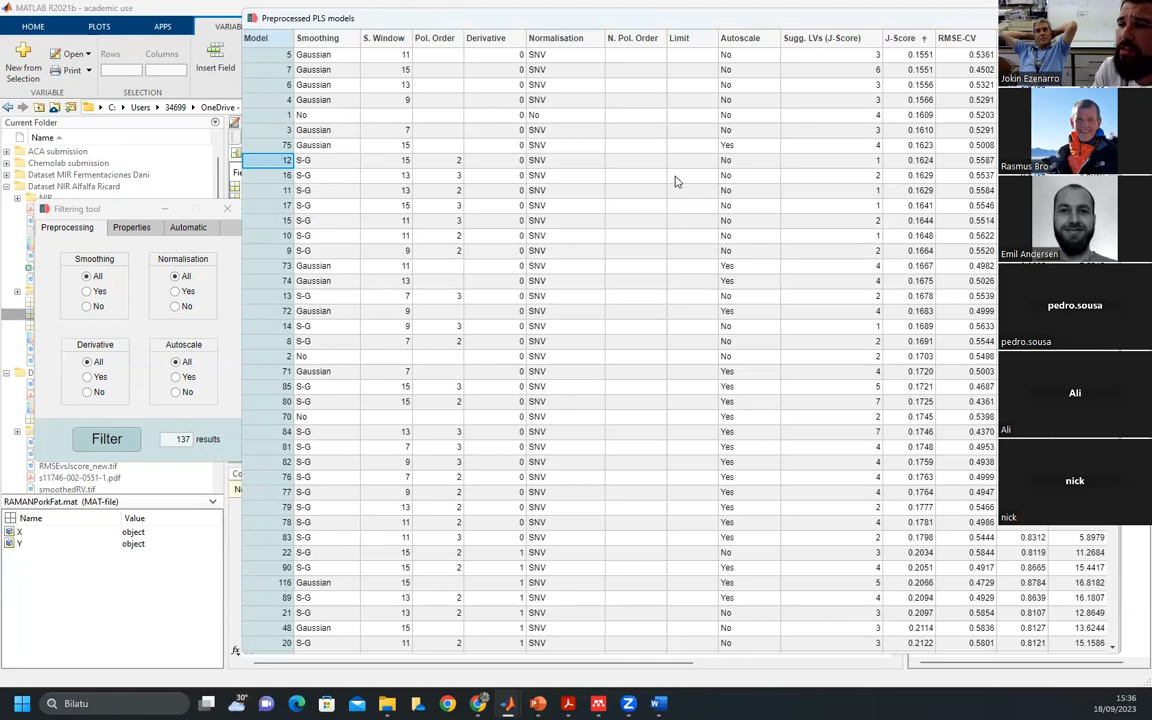 MATLAB R2021b - academic use
HOME PLOTS APPS VARIAB
New from Selection Open Print Rows Columns Insert Field
VARIABLE SELECTION
C: Users 34699 OneDrive -
Current Folder
Name
ACA submission
Chemolab submission
Dataset MIR Fermentaciones Dani
Dataset NIR Alfalfa Ricard
NIR
Filtering tool
Preprocessing Properties Automatic
Smoothing Normalisation
All All
Yes Yes
No No
Derivative Autoscale
All All
Yes Yes
No No
Filter 137 results
RMSEvsJscore_new.tif
s11746-002-0551-1.pdf
smoothedRV.tif
RAMANPorkFat.mat (MAT-file)
Name Value
X object
Y object
Preprocessed PLS models
Model Smoothing S. Window Pol. Order Derivative Normalisation N. Pol. Order Limit Autoscale Sugg. LVs (J-Score) J-Score RMSE-CV
5 Gaussian 11 0 SNV No 3 0.1551 0.5361
7 Gaussian 15 0 SNV No 6 0.1551 0.4502
6 Gaussian 13 0 SNV No 3 0.1556 0.5321
4 Gaussian 9 0 SNV No 3 0.1566 0.5291
1 No 0 No No 4 0.1609 0.5203
3 Gaussian 7 0 SNV No 3 0.1610 0.5291
75 Gaussian 15 0 SNV Yes 4 0.1623 0.5008
12 S-G 15 2 0 SNV No 1 0.1624 0.5587
16 S-G 13 3 0 SNV No 2 0.1629 0.5537
11 S-G 13 2 0 SNV No 1 0.1629 0.5584
17 S-G 15 3 0 SNV No 2 0.1641 0.5546
15 S-G 11 3 0 SNV No 2 0.1644 0.5514
10 S-G 11 2 0 SNV No 1 0.1648 0.5622
9 S-G 9 2 0 SNV No 2 0.1664 0.5520
73 Gaussian 11 0 SNV Yes 4 0.1667 0.4982
74 Gaussian 13 0 SNV Yes 4 0.1675 0.5026
13 S-G 7 3 0 SNV No 2 0.1678 0.5539
72 Gaussian 9 0 SNV Yes 4 0.1683 0.4999
14 S-G 9 3 0 SNV No 1 0.1689 0.5633
8 S-G 7 2 0 SNV No 2 0.1691 0.5544
2 No 0 SNV No 2 0.1703 0.5498
71 Gaussian 7 0 SNV Yes 4 0.1720 0.5003
85 S-G 15 3 0 SNV Yes 5 0.1721 0.4687
80 S-G 15 2 0 SNV Yes 7 0.1725 0.4361
70 No 0 SNV Yes 2 0.1745 0.5398
84 S-G 13 3 0 SNV Yes 7 0.1746 0.4370
81 S-G 7 3 0 SNV Yes 4 0.1748 0.4953
82 S-G 9 3 0 SNV Yes 4 0.1759 0.4938
76 S-G 7 2 0 SNV Yes 4 0.1763 0.4999
77 S-G 9 2 0 SNV Yes 4 0.1764 0.4947
79 S-G 13 2 0 SNV Yes 2 0.1777 0.5466
78 S-G 11 2 0 SNV Yes 4 0.1781 0.4986
83 S-G 11 3 0 SNV Yes 2 0.1798 0.5444 0.8312 5.8979
22 S-G 15 2 1 SNV No 3 0.2034 0.5844 0.8119 11.2684
90 S-G 15 2 1 SNV Yes 4 0.2051 0.4917 0.8665 15.4417
116 Gaussian 15 1 SNV Yes 5 0.2066 0.4729 0.8784 16.8182
89 S-G 13 2 1 SNV Yes 4 0.2094 0.4929 0.8639 16.1807
21 S-G 13 2 1 SNV No 3 0.2097 0.5854 0.8107 12.8649
48 Gaussian 15 1 SNV No 3 0.2114 0.5836 0.8127 13.6244
20 S-G 11 2 1 SNV No 3 0.2122 0.5801 0.8121 15.1586
Jokin Ezenarro
Rasmus Bro
Emil Andersen
pedro.sousa
pedro.sousa
Ali
Ali
nick
nick
30°
Bilatu
15:36
18/09/2023